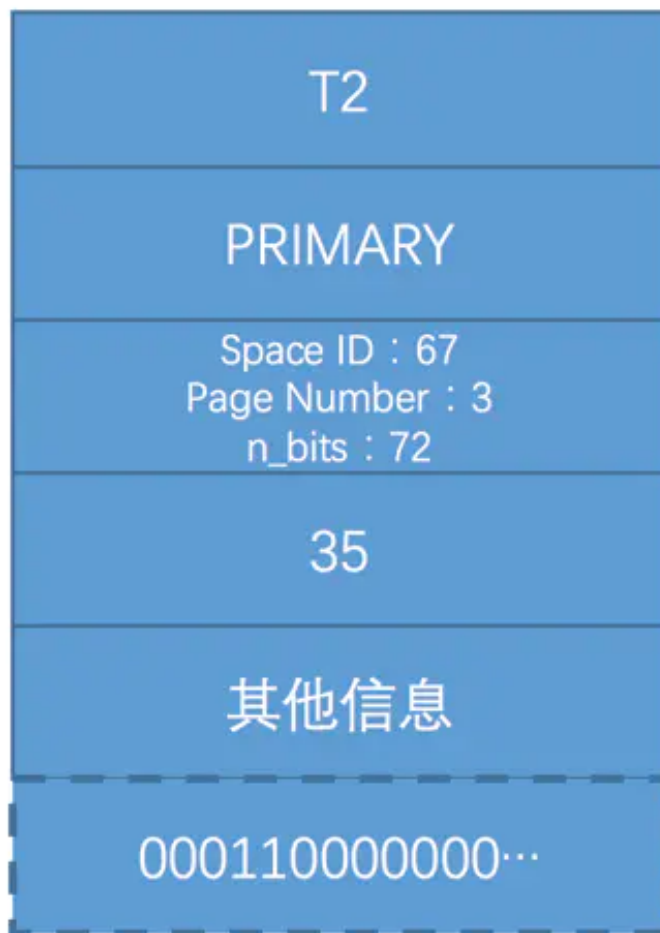 T2
PRIMARY
Space ID：67
Page Number：3
n_bits：72
35
其他信息
000110000000…